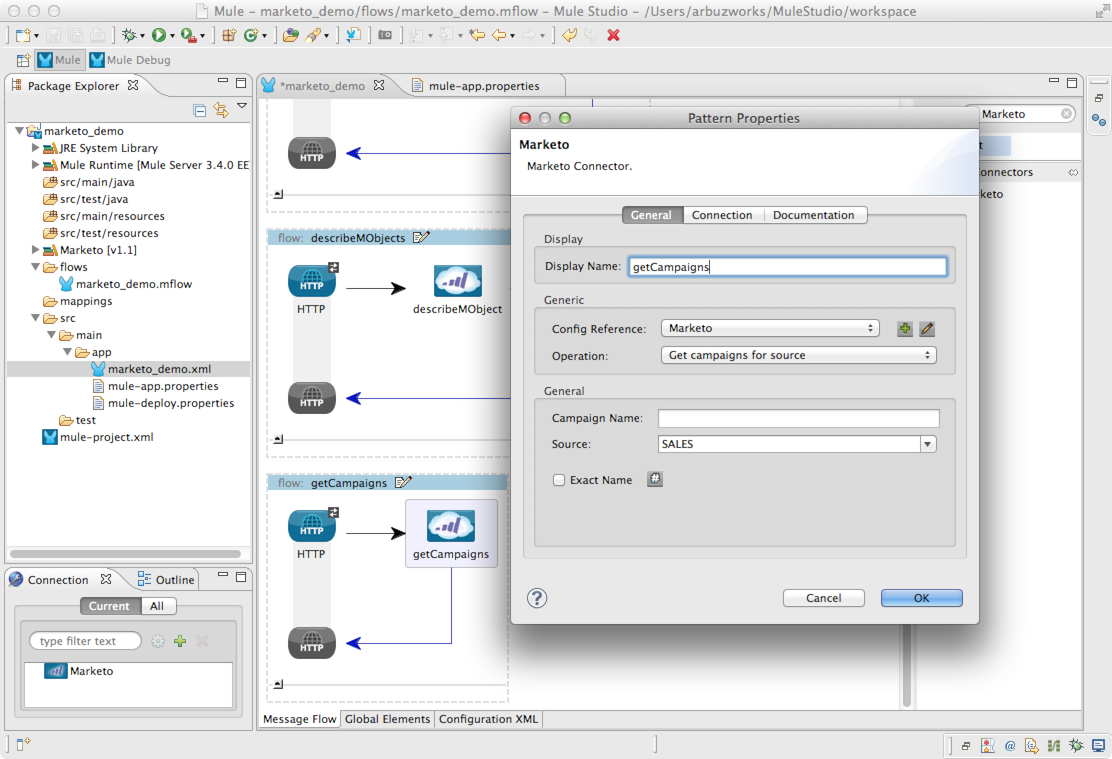 Mule – marketo_demo/flows/marketo_demo.mflow – Mule Studio – /Users/arbuzworks/MuleStudio/workspace
Mule
Mule Debug
Package Explorer
marketo_demo
JRE System Library
Mule Runtime [Mule Server 3.4.0 EE
src/main/java
src/test/java
src/main/resources
src/test/resources
Marketo [v1.1]
flows
marketo_demo.mflow
mappings
src
main
app
marketo_demo.xml
mule-app.properties
mule-deploy.properties
test
mule-project.xml
Connection
Outline
Current
All
type filter text
Marketo
*marketo_demo
mule-app.properties
HTTP
flow: describeMObjects
HTTP
HTTP
describeMObject
HTTP
flow: getCampaigns
HTTP
HTTP
getCampaigns
HTTP
Message Flow
Global Elements
Configuration XML
Marketo
t
onnectors
keto
Pattern Properties
Marketo
Marketo Connector.
General
Connection
Documentation
Display
Display Name: getCampaigns
Generic
Config Reference: Marketo
Operation: Get campaigns for source
General
Campaign Name:
Source: SALES
Exact Name
#
?
Cancel
OK
@